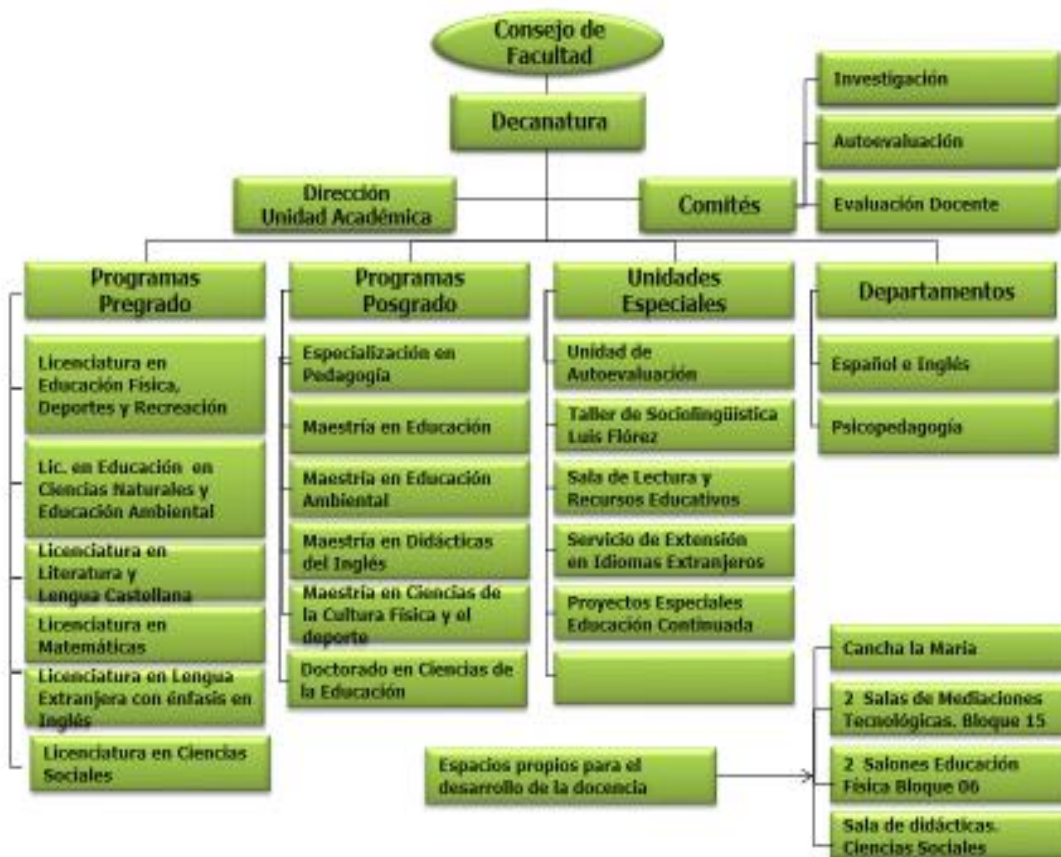 Consejo de
Facultad
Decanatura
Dirección
Unidad Académica
Comités
Investigación
Autoevaluación
Evaluación Docente
Programas
Pregrado
Licenciatura en
Educación Física,
Deportes y Recreación
Lic. en Educación en
Ciencias Naturales y
Educación Ambiental
Licenciatura en
Literatura y
Lengua Castellana
Licenciatura en
Matemáticas
Licenciatura en Lengua
Extranjera con énfasis en
Inglés
Licenciatura en Ciencias
Sociales
Programas
Posgrado
Especialización en
Pedagogía
Maestría en Educación
Maestría en Educación
Ambiental
Maestría en Didácticas
del Inglés
Maestría en Ciencias de
la Cultura Física y el
deporte
Doctorado en Ciencias de
la Educación
Unidades
Especiales
Unidad de
Autoevaluación
Taller de Sociolingüística
Luis Flórez
Sala de Lectura y
Recursos Educativos
Servicio de Extensión
en Idiomas Extranjeros
Proyectos Especiales
Educación Continuada
Departamentos
Español e Inglés
Psicopedagogía
Espacios propios para el
desarrollo de la docencia
Cancha la Maria
2 Salas de Mediaciones
Tecnológicas. Bloque 15
2 Salones Educación
Física Bloque 06
Sala de didácticas.
Ciencias Sociales